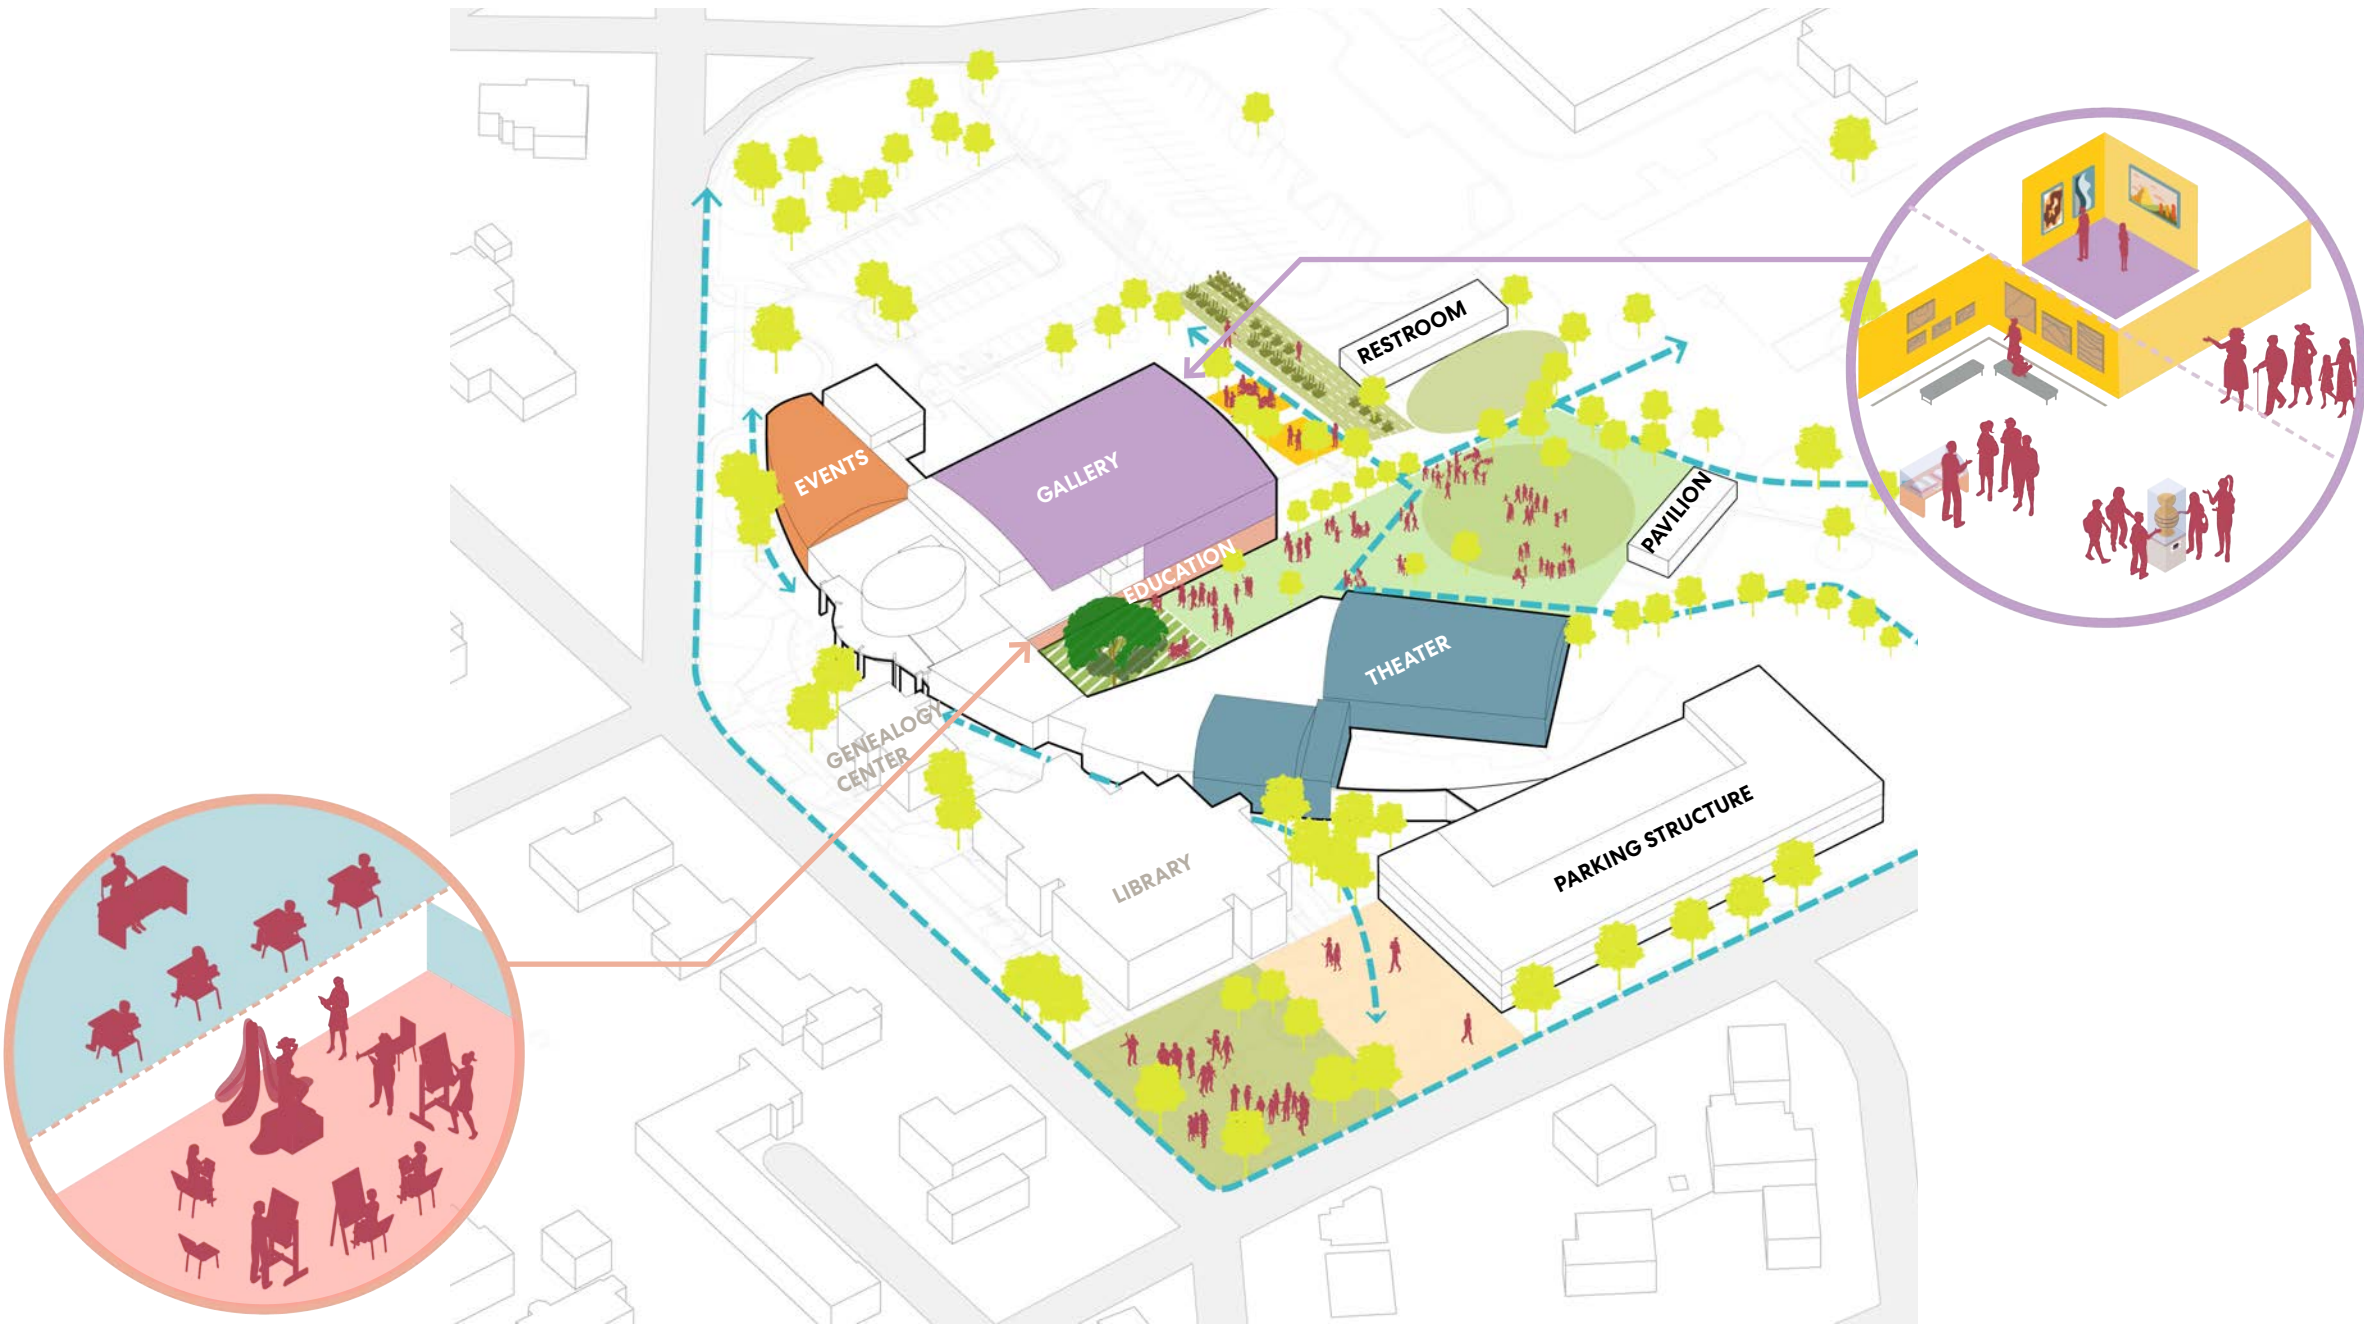 RESTROOM
EVENTS
GALLERY
PAVILION
EDUCATION
THEATER
GENEALOGY
CENTER
LIBRARY
PARKING STRUCTURE